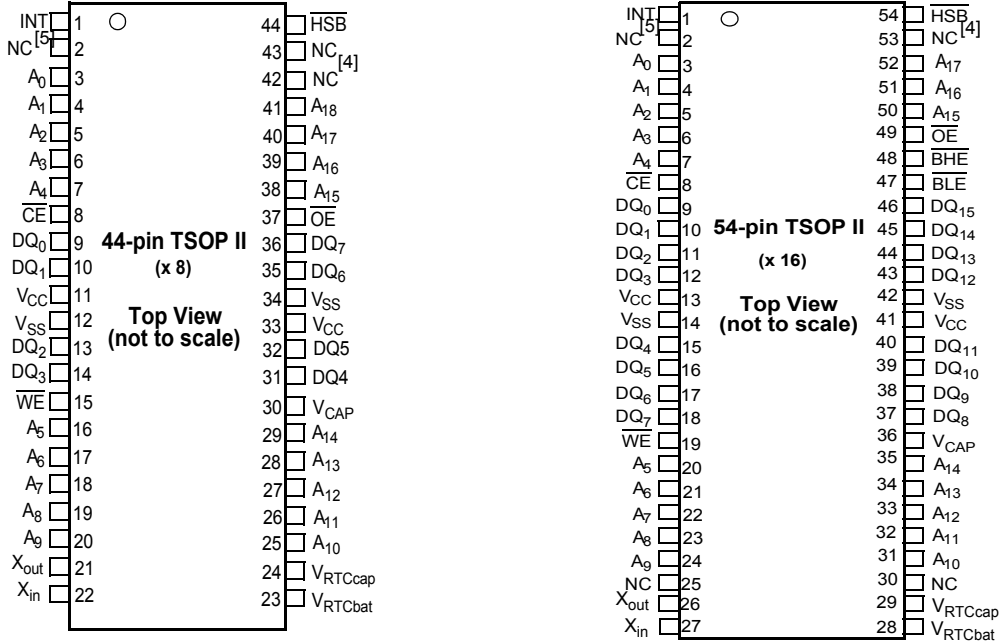 INT 1 44 HSB
[5]
NC 2 43 NC
[4]
A0 3 42 NC
A1 4 41 A18
A2 5 40 A17
A3 6 39 A16
A4 7 38 A15
CE 8 37 OE
DQ0 9 36 DQ7
DQ1 10 35 DQ6
VCC 11 34 VSS
VSS 12 33 VCC
DQ2 13 32 DQ5
DQ3 14 31 DQ4
WE 15 30 VCAP
A5 16 29 A14
A6 17 28 A13
A7 18 27 A12
A8 19 26 A11
A9 20 25 A10
Xout 21 24 VRTCcap
Xin 22 23 VRTCbat
44-pin TSOP II
(x 8)
Top View
(not to scale)
INT 1 54 HSB
[5]
[4]
NC 2 53 NC
A0 3 52 A17
A1 4 51 A16
A2 5 50 A15
A3 6 49 OE
A4 7 48 BHE
CE 8 47 BLE
DQ0 9 46 DQ15
DQ1 10 45 DQ14
DQ2 11 44 DQ13
DQ3 12 43 DQ12
VCC 13 42 VSS
VSS 14 41 VCC
DQ4 15 40 DQ11
DQ5 16 39 DQ10
DQ6 17 38 DQ9
DQ7 18 37 DQ8
WE 19 36 VCAP
A5 20 35 A14
A6 21 34 A13
A7 22 33 A12
A8 23 32 A11
A9 24 31 A10
NC 25 30 NC
Xout 26 29 VRTCcap
Xin 27 28 VRTCbat
54-pin TSOP II
(x 16)
Top View
(not to scale)